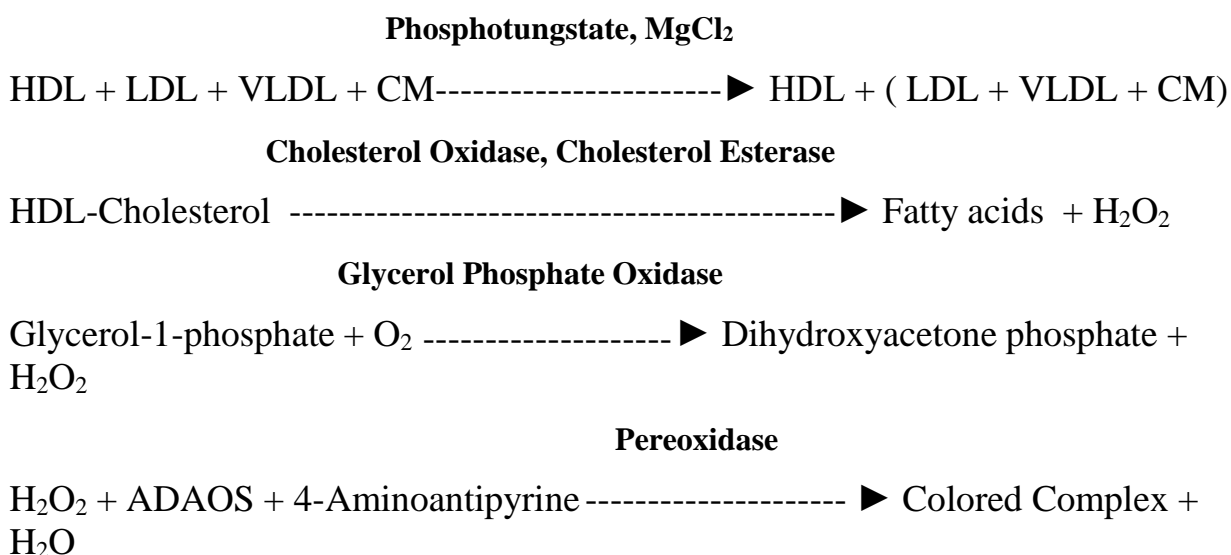 Phosphotungstate, MgCl₂
HDL + LDL + VLDL + CM-----------------------► HDL + ( LDL + VLDL + CM)
Cholesterol Oxidase, Cholesterol Esterase
HDL-Cholesterol --------------------------------------------► Fatty acids + H₂O₂
Glycerol Phosphate Oxidase
Glycerol-1-phosphate + O₂ --------------------► Dihydroxyacetone phosphate +
H₂O₂
Pereoxidase
H₂O₂ + ADAOS + 4-Aminoantipyrine--------------------- ► Colored Complex +
H₂O